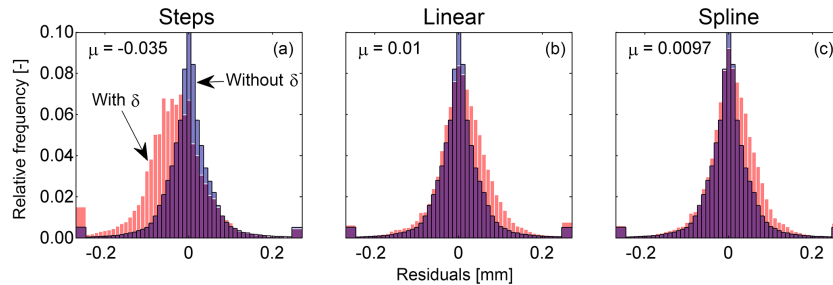 Steps Linear Spline
0.10
μ = -0.035 (a) μ = 0.01 (b) μ = 0.0097 (c)
Without δ
0.08
With δ
0.06
0.04
0.02
0.00
Relative frequency [-]
-0.2 0 0.2 -0.2 0 0.2 -0.2 0 0.2
Residuals [mm]